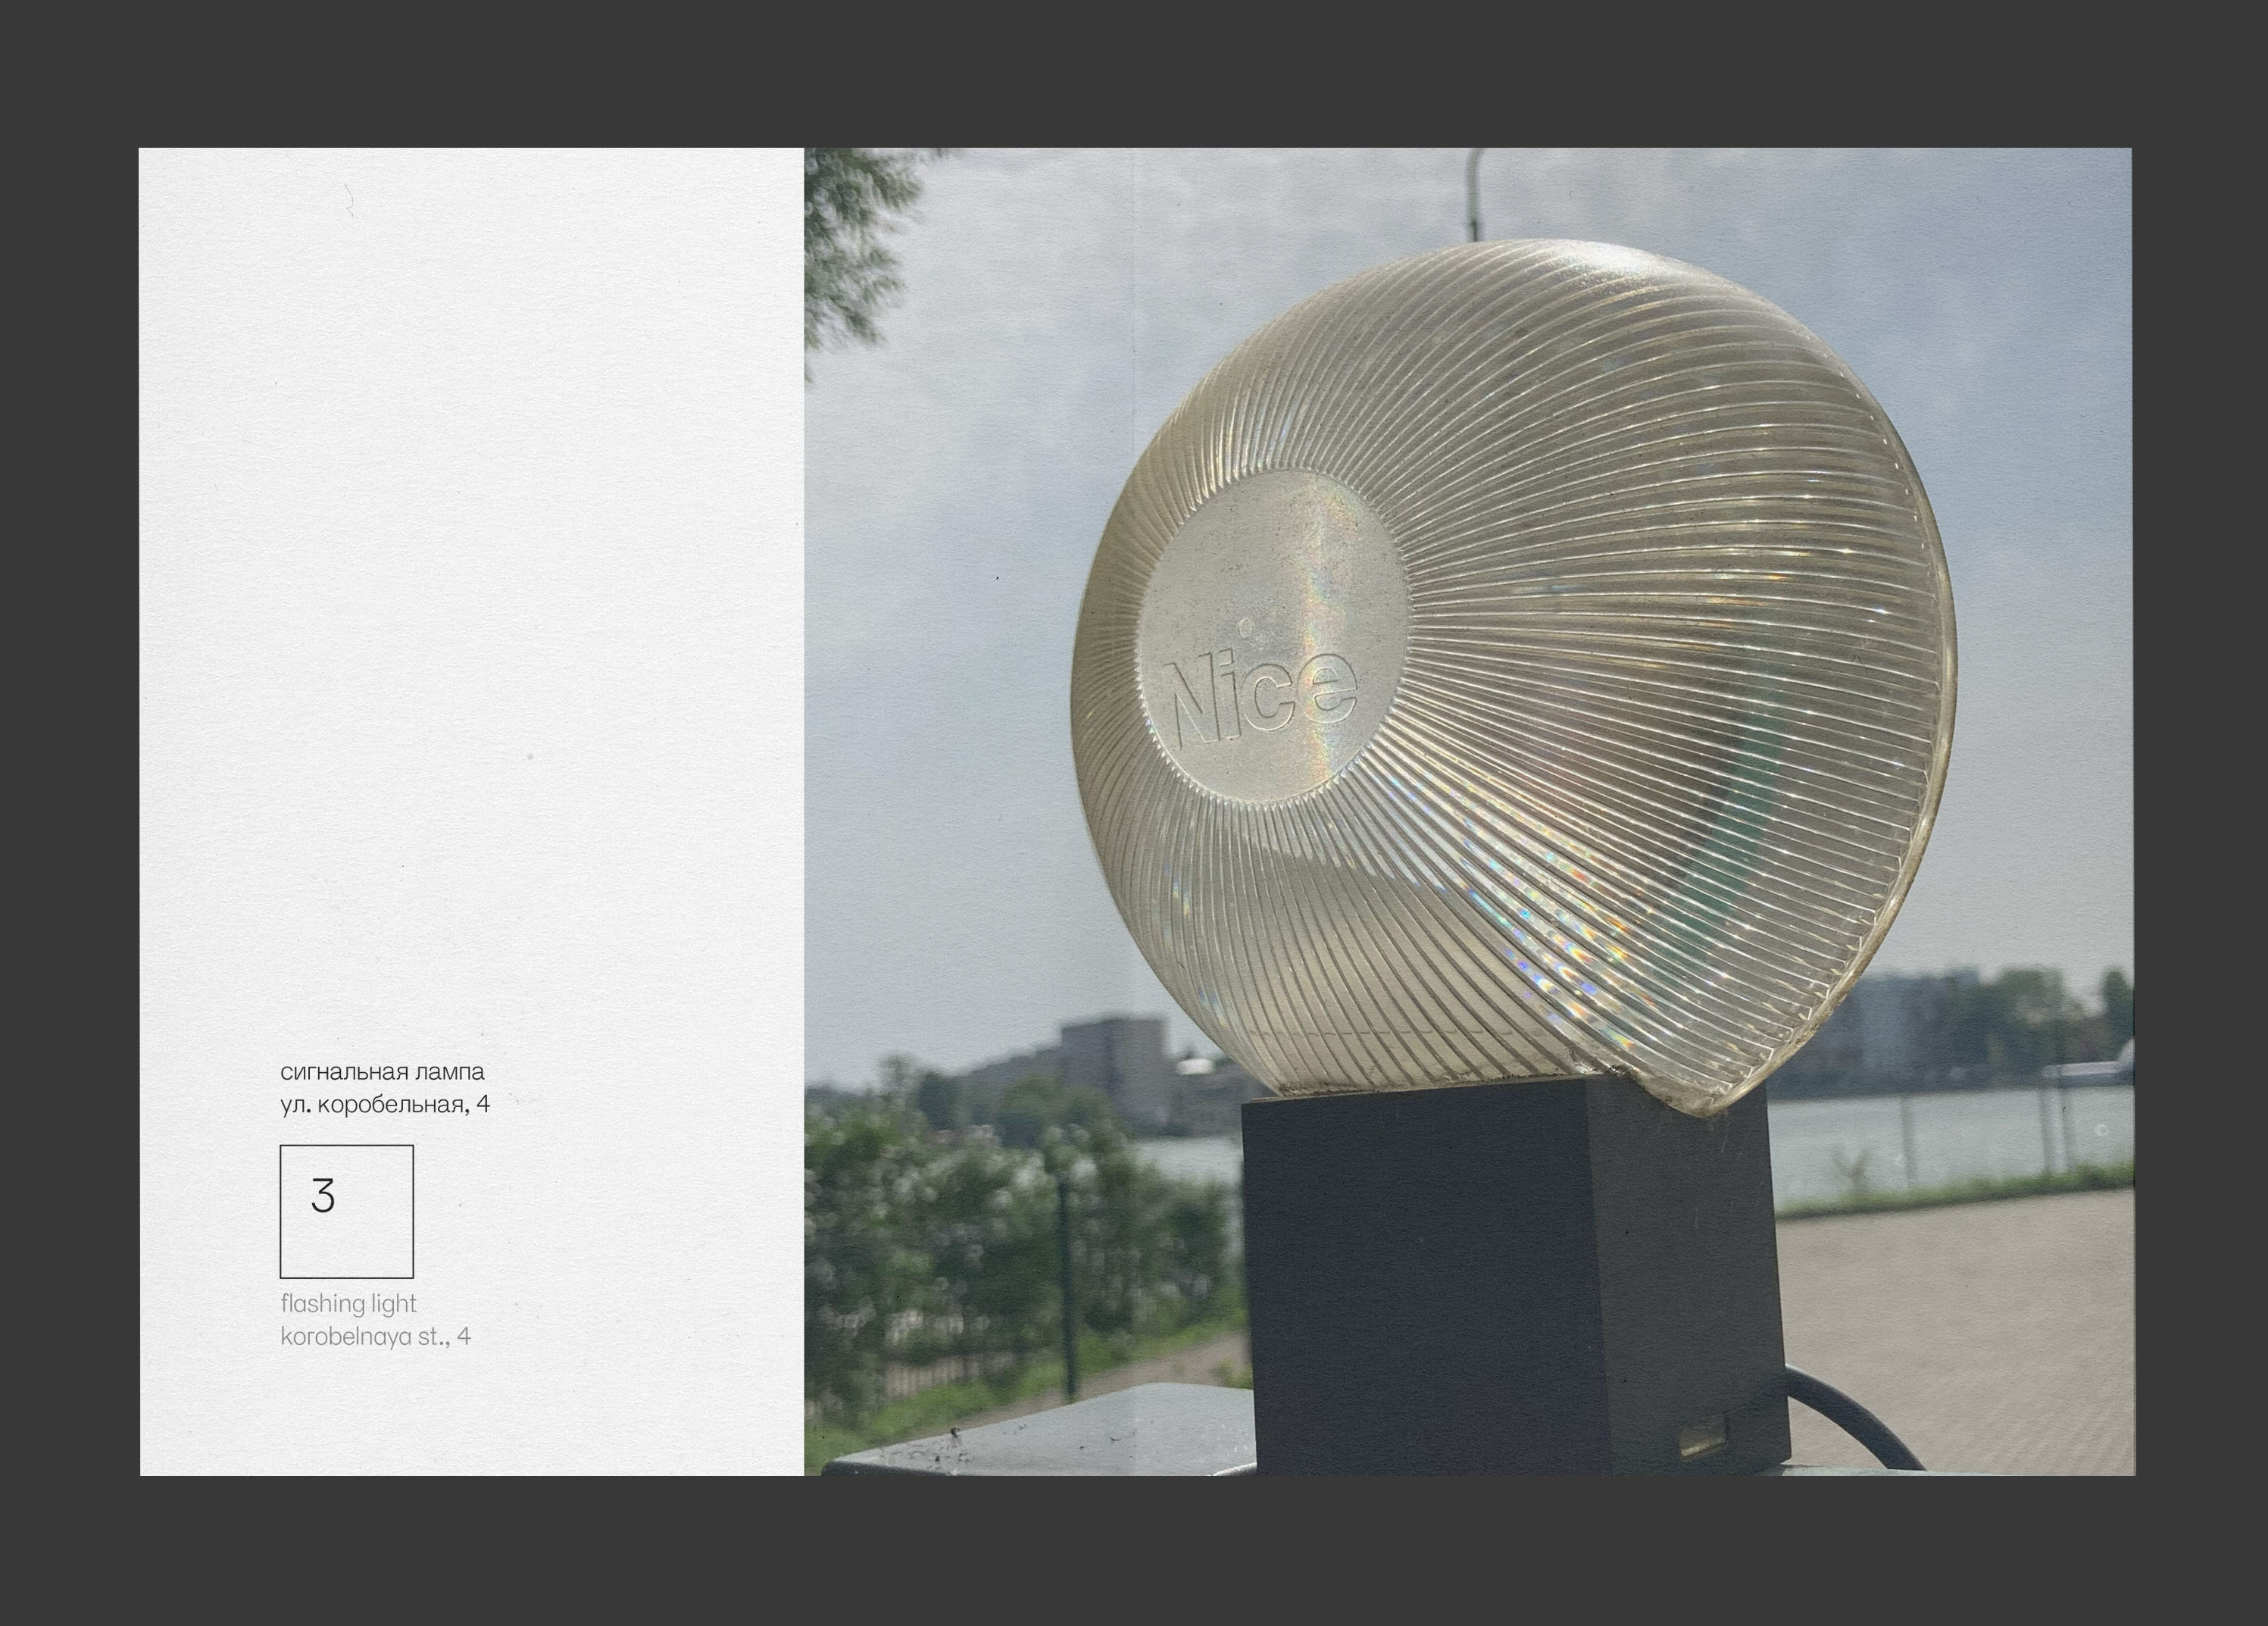 сигнальная лампа
ул. коробельная, 4
3
flashing light
korobelnaya st., 4
Nice